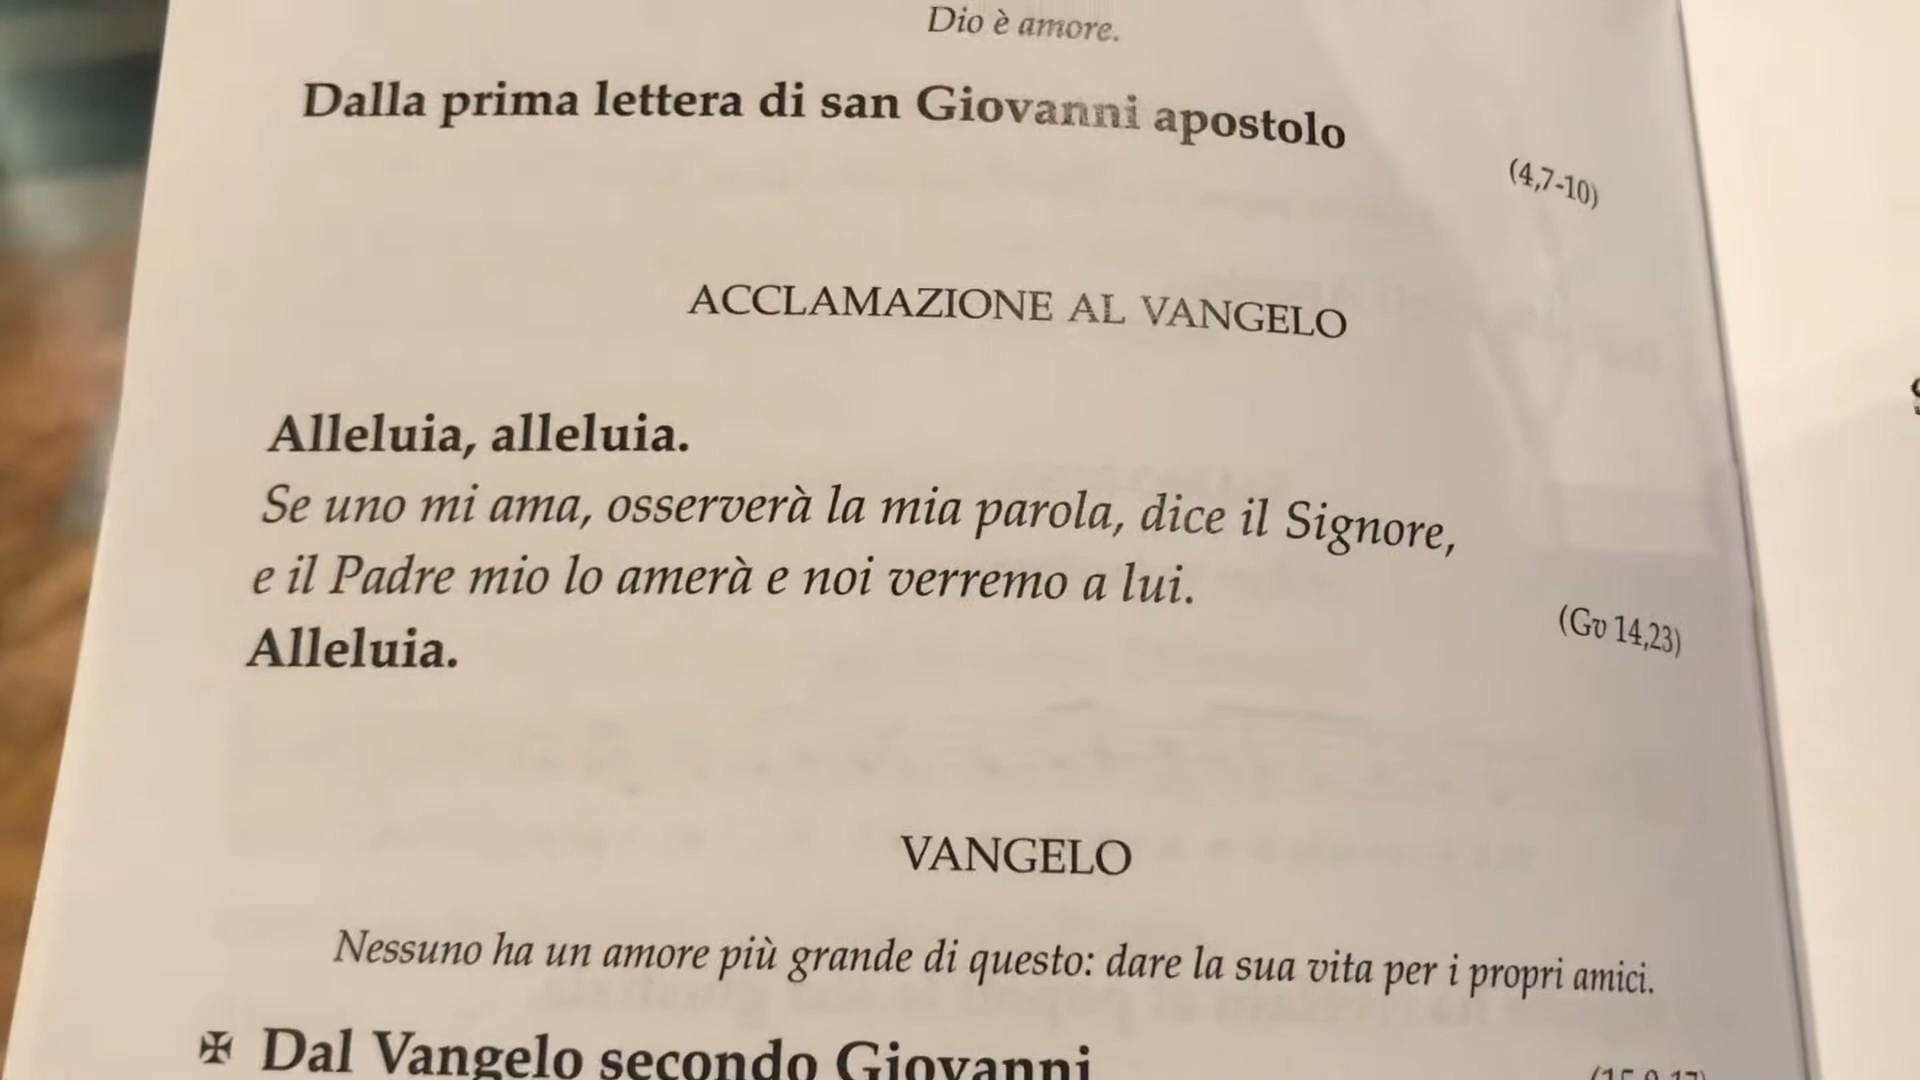 Dio è amore.
Dalla prima lettera di san Giovanni apostolo
(4,7-10)
ACCLAMAZIONE AL VANGELO
Alleluia, alleluia.
Se uno mi ama, osserverà la mia parola, dice il Signore,
e il Padre mio lo amerà e noi verremo a lui.
(Gv 14,23)
Alleluia.
VANGELO
Nessuno ha un amore più grande di questo: dare la sua vita per i propri amici.
✠ Dal Vangelo secondo Giovanni